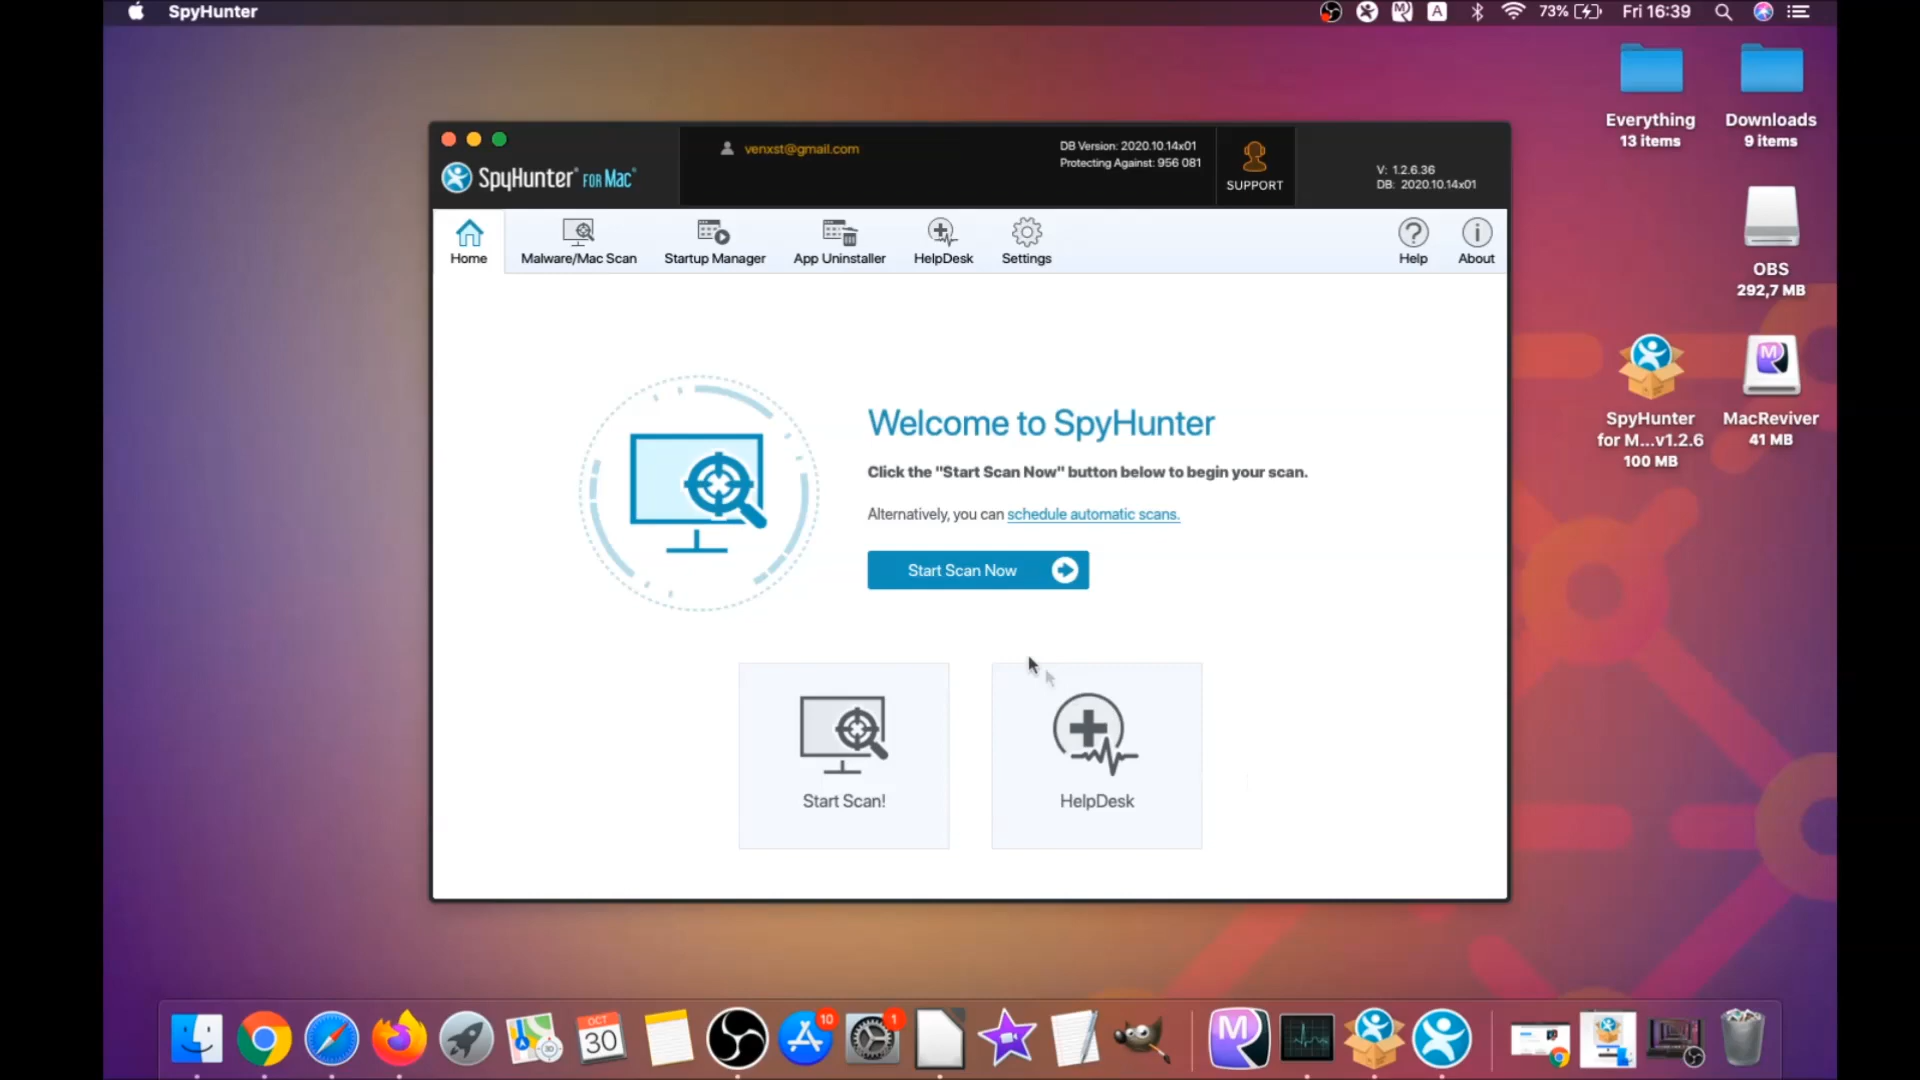 SpyHunter
A
73%
Fri 16:39
Everything
13 items
Downloads
9 items
OBS
292,7 MB
SpyHunter
for M...v1.2.6
100 MB
MacReviver
41 MB
SpyHunter® FOR MAC®
venxst@gmail.com
DB Version: 2020.10.14x01
Protecting Against: 956 081
SUPPORT
V: 1.2.6.36
DB: 2020.10.14x01
Home
Malware/Mac Scan
Startup Manager
App Uninstaller
HelpDesk
Settings
Help
About
Welcome to SpyHunter
Click the "Start Scan Now" button below to begin your scan.
Alternatively, you can schedule automatic scans.
Start Scan Now
Start Scan!
HelpDesk
OCT
30
10
1
M